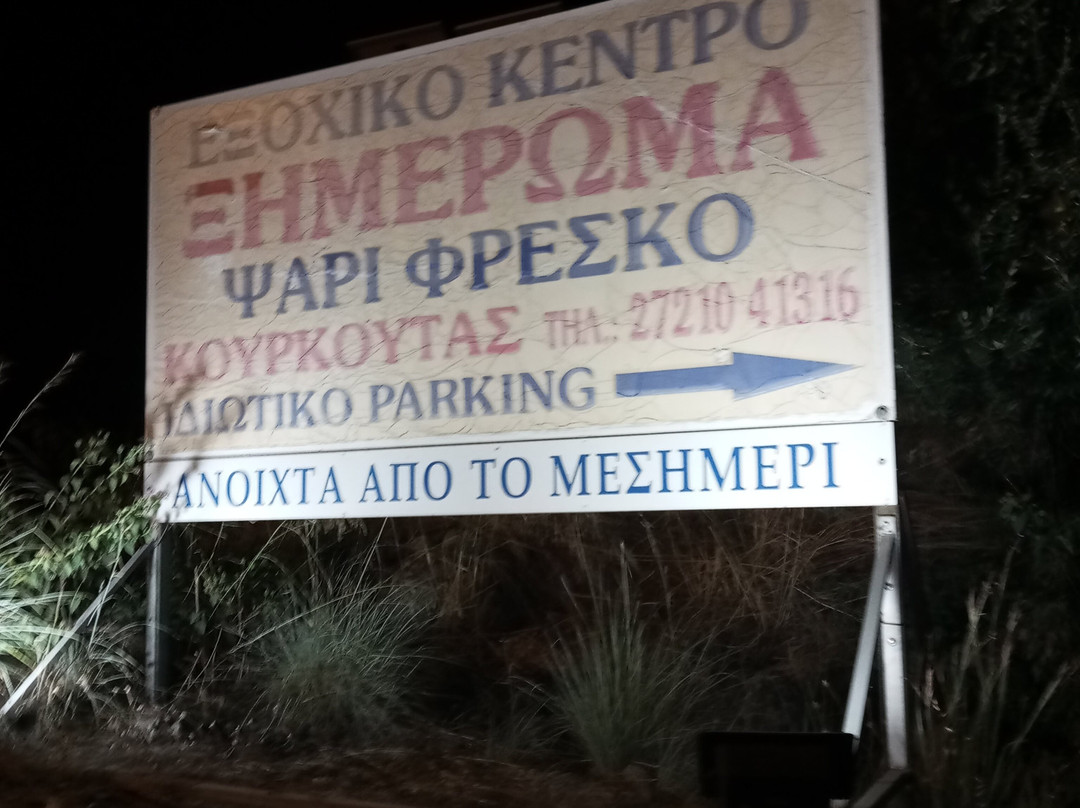 ΕΞΟΧΙΚΟ ΚΕΝΤΡΟ
ΞΗΜΕΡΩΜΑ
ΨΑΡΙ ΦΡΕΣΚΟ
ΚΟΥΡΚΟΥΤΑΣ ΤΗΛ.: 27210 41316
ΙΔΙΩΤΙΚΟ PARKING
ΑΝΟΙΧΤΑ ΑΠΟ ΤΟ ΜΕΣΗΜΕΡΙ